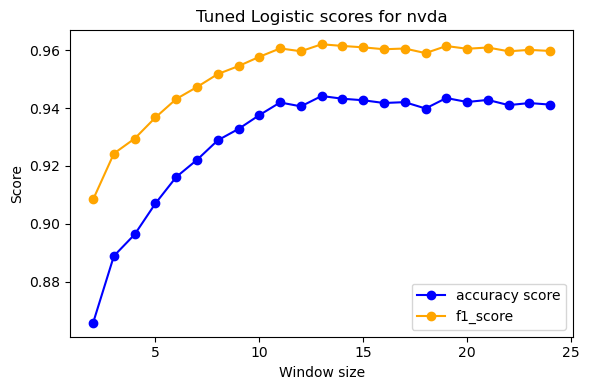 Tuned Logistic scores for nvda
Score
0.96
0.94
0.92
0.90
0.88
accuracy score
f1_score
5 10 15 20 25
Window size